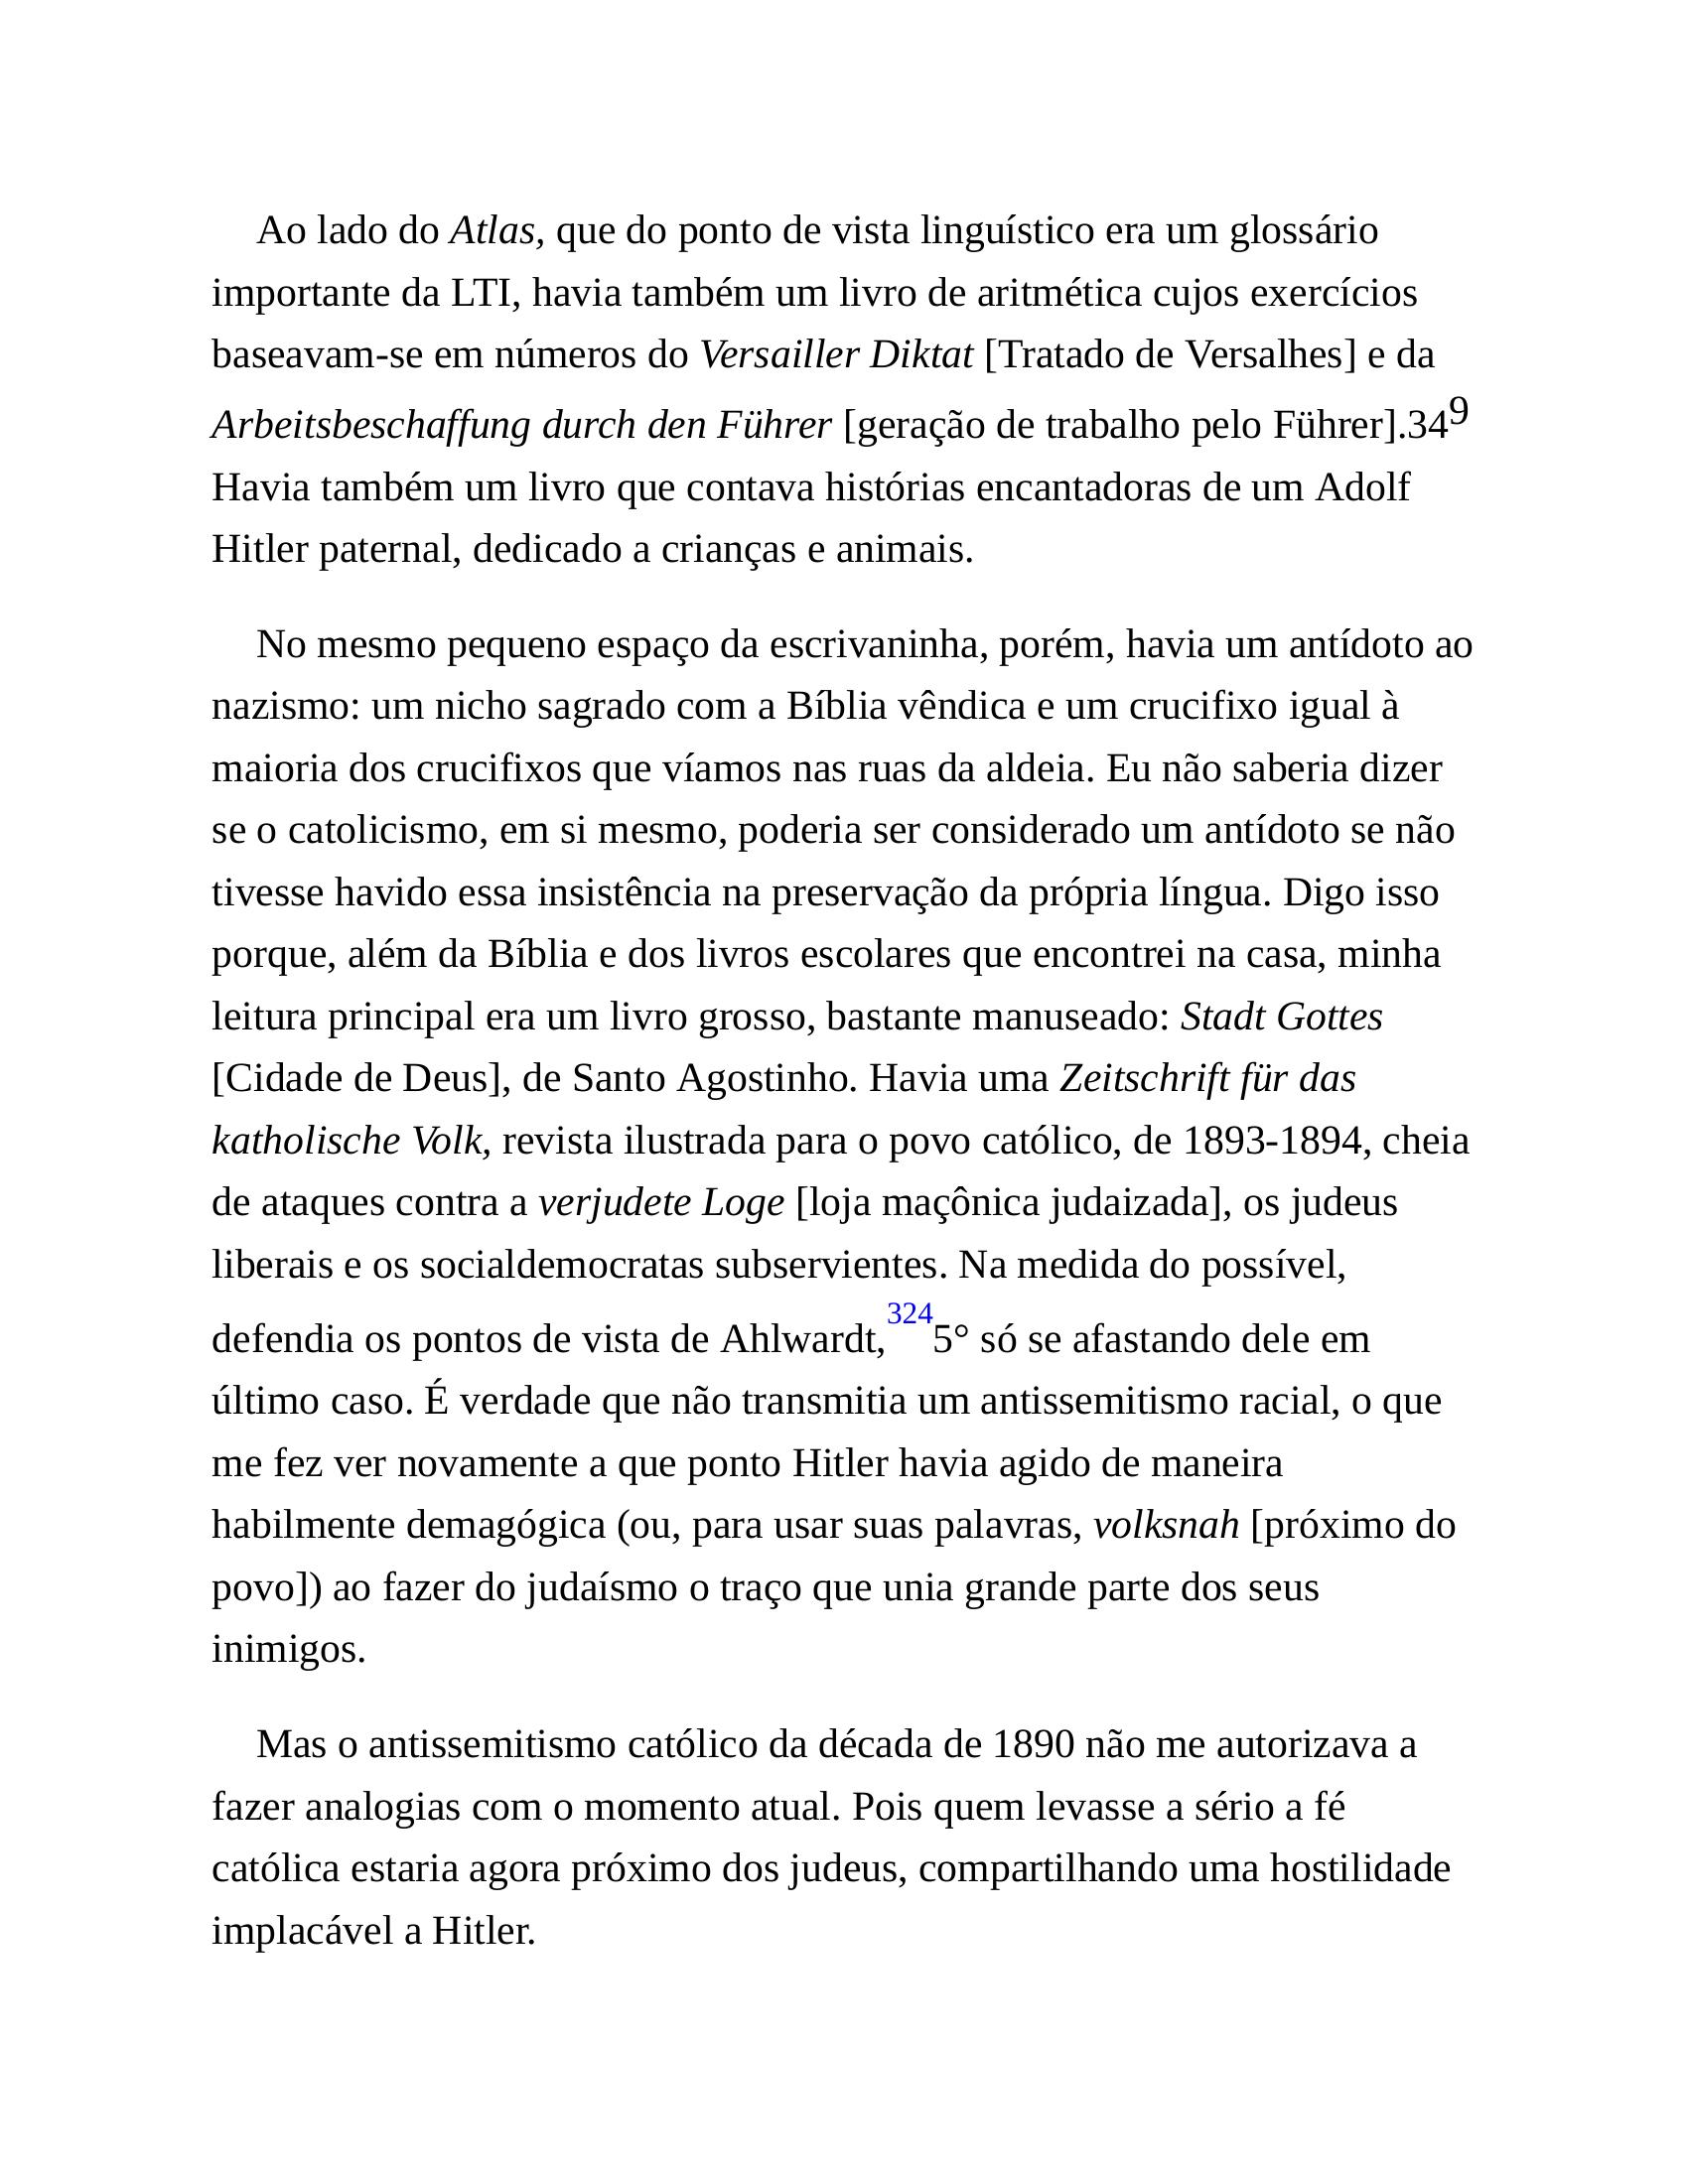 Ao lado do Atlas, que do ponto de vista linguístico era um glossário
importante da LTI, havia também um livro de aritmética cujos exercícios
baseavam-se em números do Versailler Diktat [Tratado de Versalhes] e da
Arbeitsbeschaffung durch den Führer [geração de trabalho pelo Führer].349
Havia também um livro que contava histórias encantadoras de um Adolf
Hitler paternal, dedicado a crianças e animais.
No mesmo pequeno espaço da escrivaninha, porém, havia um antídoto ao
nazismo: um nicho sagrado com a Bíblia vêndica e um crucifixo igual à
maioria dos crucifixos que víamos nas ruas da aldeia. Eu não saberia dizer
se o catolicismo, em si mesmo, poderia ser considerado um antídoto se não
tivesse havido essa insistência na preservação da própria língua. Digo isso
porque, além da Bíblia e dos livros escolares que encontrei na casa, minha
leitura principal era um livro grosso, bastante manuseado: Stadt Gottes
[Cidade de Deus], de Santo Agostinho. Havia uma Zeitschrift für das
katholische Volk, revista ilustrada para o povo católico, de 1893-1894, cheia
de ataques contra a verjudete Loge [loja maçônica judaizada], os judeus
liberais e os socialdemocratas subservientes. Na medida do possível,
defendia os pontos de vista de Ahlwardt,3245° só se afastando dele em
último caso. É verdade que não transmitia um antissemitismo racial, o que
me fez ver novamente a que ponto Hitler havia agido de maneira
habilmente demagógica (ou, para usar suas palavras, volksnah [próximo do
povo]) ao fazer do judaísmo o traço que unia grande parte dos seus
inimigos.
Mas o antissemitismo católico da década de 1890 não me autorizava a
fazer analogias com o momento atual. Pois quem levasse a sério a fé
católica estaria agora próximo dos judeus, compartilhando uma hostilidade
implacável a Hitler.